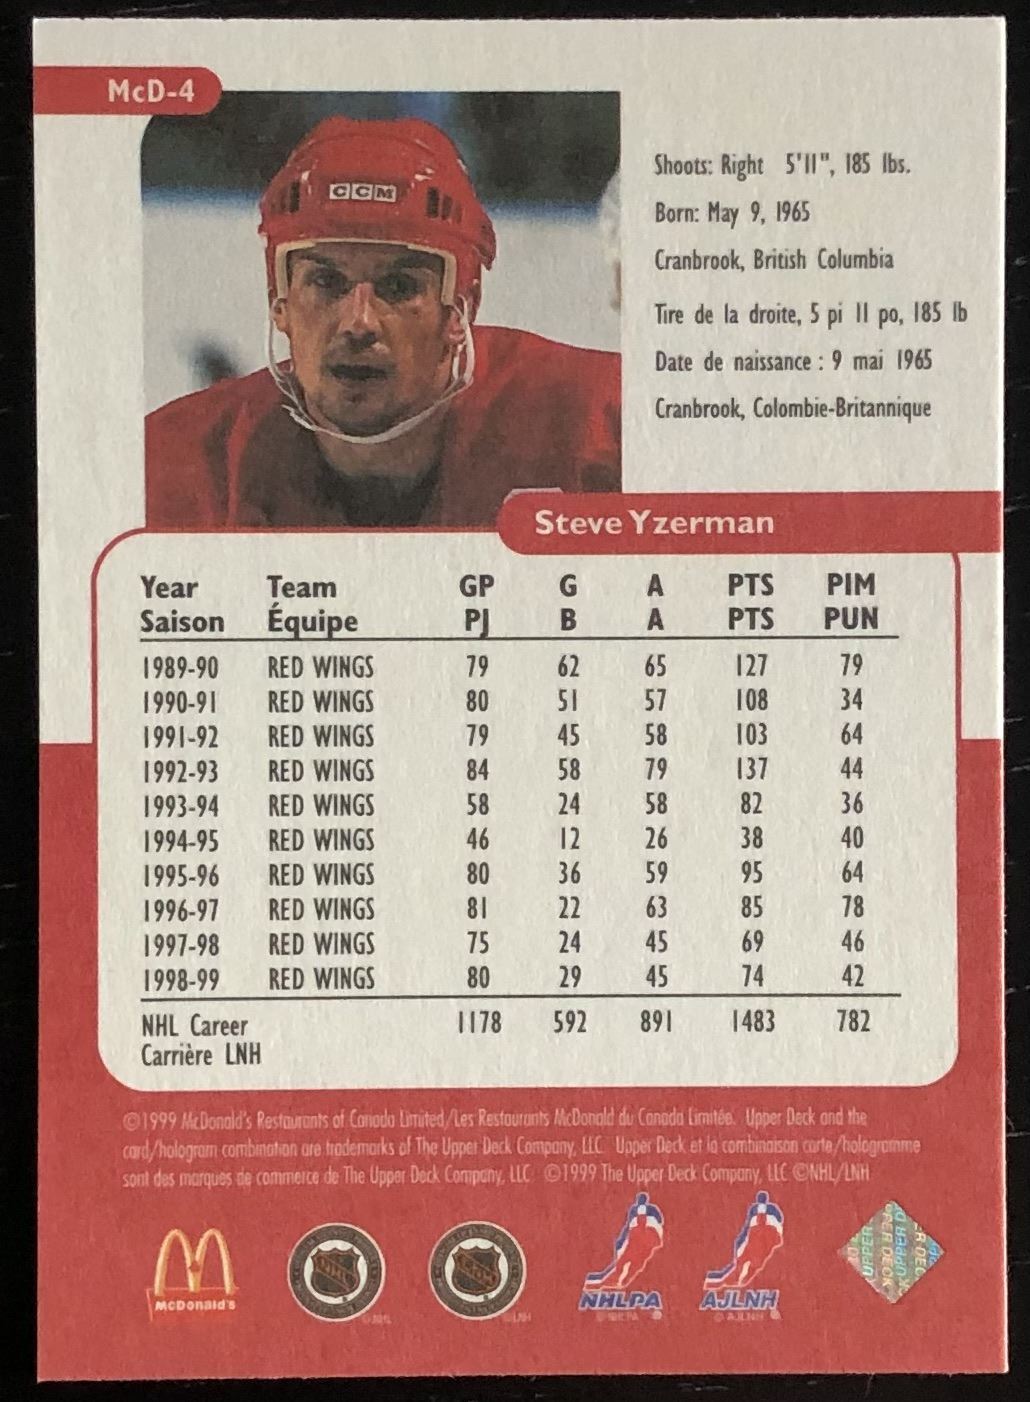 McD-4
CCM
Shoots: Right 5'11", 185 lbs.
Born: May 9, 1965
Cranbrook, British Columbia
Tire de la droite, 5 pi 11 po, 185 lb
Date de naissance : 9 mai 1965
Cranbrook, Colombie-Britannique
Steve Yzerman
Year Team GP G A PTS PIM
Saison Équipe PJ B A PTS PUN
1989-90 RED WINGS 79 62 65 127 79
1990-91 RED WINGS 80 51 57 108 34
1991-92 RED WINGS 79 45 58 103 64
1992-93 RED WINGS 84 58 79 137 44
1993-94 RED WINGS 58 24 58 82 36
1994-95 RED WINGS 46 12 26 38 40
1995-96 RED WINGS 80 36 59 95 64
1996-97 RED WINGS 81 22 63 85 78
1997-98 RED WINGS 75 24 45 69 46
1998-99 RED WINGS 80 29 45 74 42
NHL Career 1178 592 891 1483 782
Carrière LNH
©1999 McDonald's Restaurants of Canada Limited/Les Restaurants McDonald du Canada Limitée. Upper Deck and the
card/hologram combination are trademarks of The Upper Deck Company, LLC. Upper Deck et la combinaison carte/hologramme
sont des marques de commerce de The Upper Deck Company, LLC. ©1999 The Upper Deck Company, LLC ©NHL/LNH
McDonald's
NHL
©NHL
©LNH
NHLPA
© NHLPA
AJLNH
© AJLNH
UPPER DECK